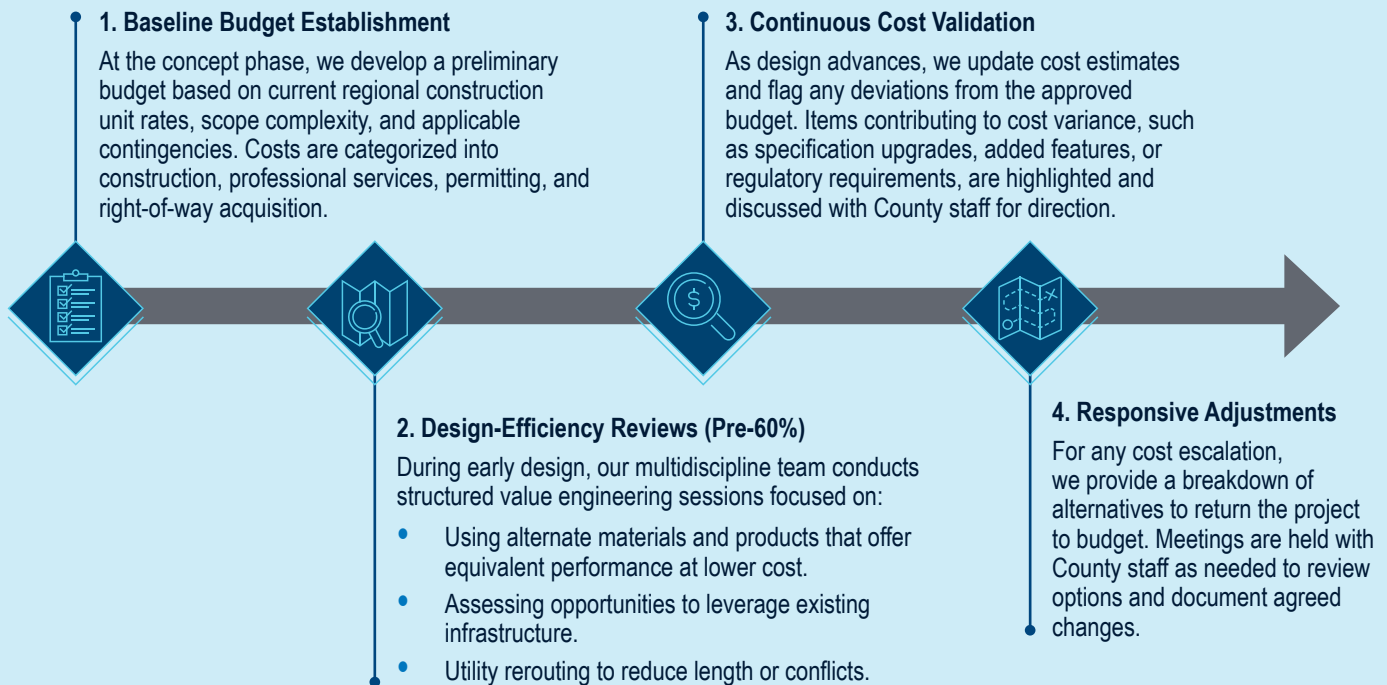 1. Baseline Budget Establishment
At the concept phase, we develop a preliminary
budget based on current regional construction
unit rates, scope complexity, and applicable
contingencies. Costs are categorized into
construction, professional services, permitting, and
right-of-way acquisition.
2. Design-Efficiency Reviews (Pre-60%)
During early design, our multidiscipline team conducts
structured value engineering sessions focused on:
• Using alternate materials and products that offer
equivalent performance at lower cost.
• Assessing opportunities to leverage existing
infrastructure.
• Utility rerouting to reduce length or conflicts.
3. Continuous Cost Validation
As design advances, we update cost estimates
and flag any deviations from the approved
budget. Items contributing to cost variance, such
as specification upgrades, added features, or
regulatory requirements, are highlighted and
discussed with County staff for direction.
$
4. Responsive Adjustments
For any cost escalation,
we provide a breakdown of
alternatives to return the project
to budget. Meetings are held with
County staff as needed to review
options and document agreed
changes.